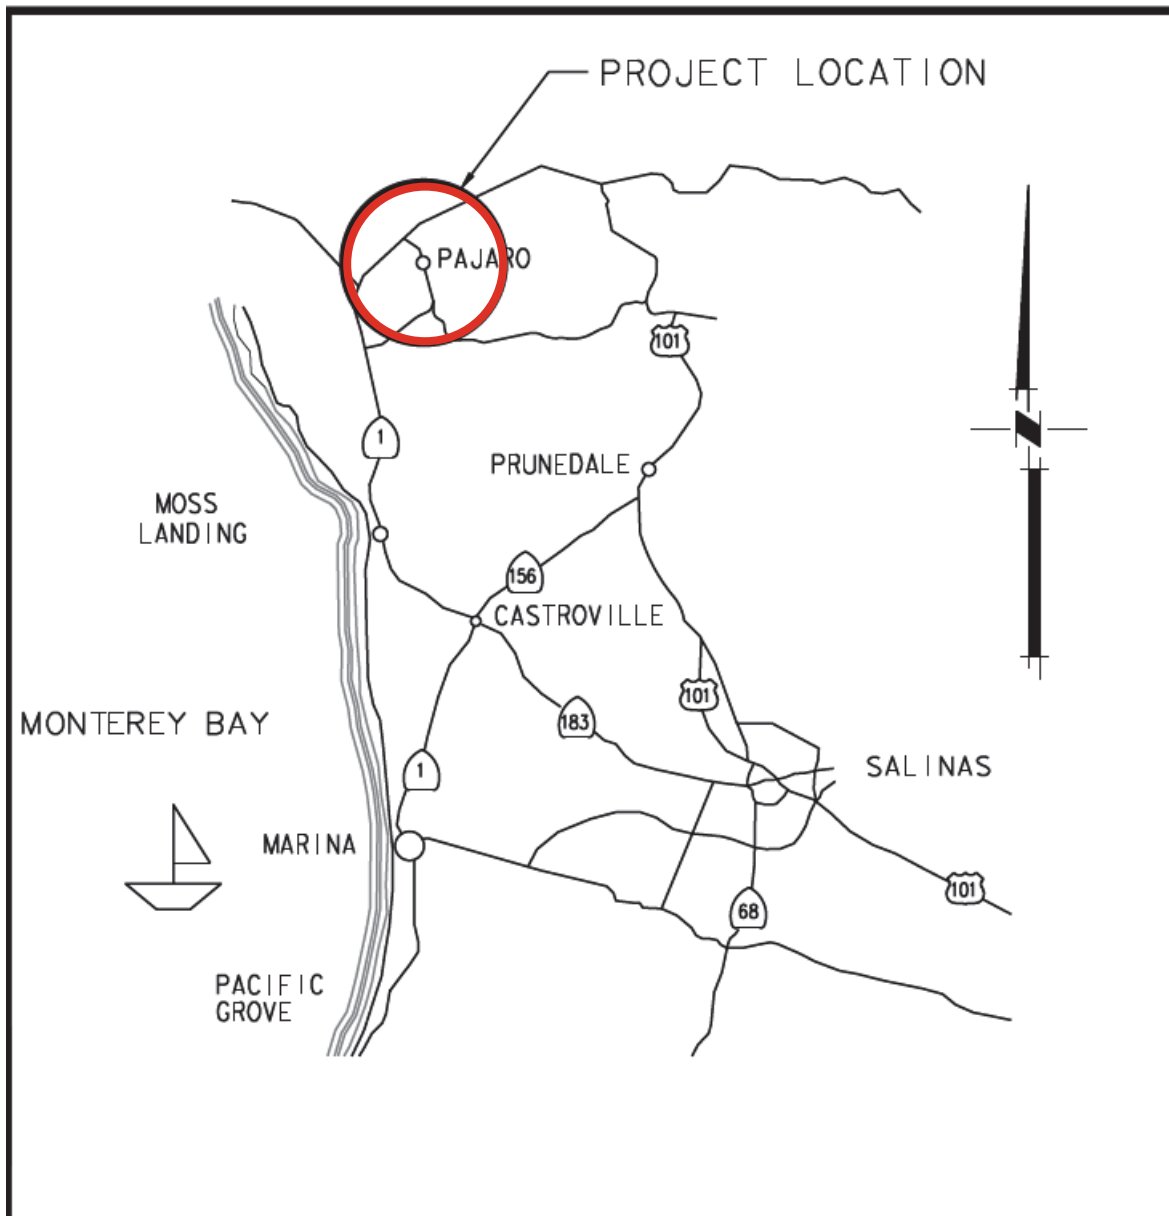 PROJECT LOCATION
PAJARO
101
1
PRUNEDALE
MOSS
LANDING
156
CASTROVILLE
101
MONTEREY BAY
183
1
SALINAS
MARINA
101
68
PACIFIC
GROVE
N